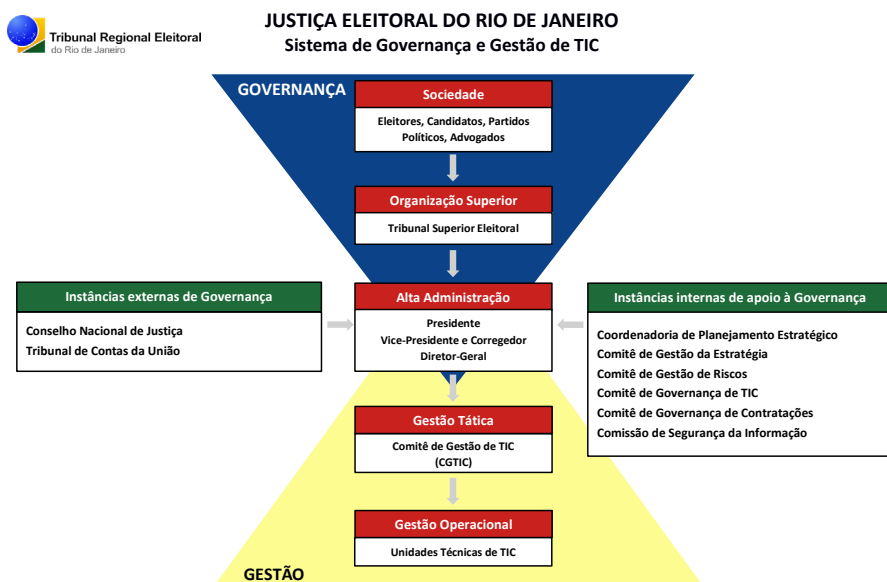 Tribunal Regional Eleitoral
do Rio de Janeiro
JUSTIÇA ELEITORAL DO RIO DE JANEIRO
Sistema de Governança e Gestão de TIC
GOVERNANÇA
Sociedade
Eleitores, Candidatos, Partidos
Políticos, Advogados
Organização Superior
Tribunal Superior Eleitoral
Instâncias externas de Governança
Conselho Nacional de Justiça
Tribunal de Contas da União
Alta Administração
Presidente
Vice-Presidente e Corregedor
Diretor-Geral
Instâncias internas de apoio à Governança
Coordenadoria de Planejamento Estratégico
Comitê de Gestão da Estratégia
Comitê de Gestão de Riscos
Comitê de Governança de TIC
Comitê de Governança de Contratações
Comissão de Segurança da Informação
Gestão Tática
Comitê de Gestão de TIC
(CGTIC)
Gestão Operacional
Unidades Técnicas de TIC
GESTÃO